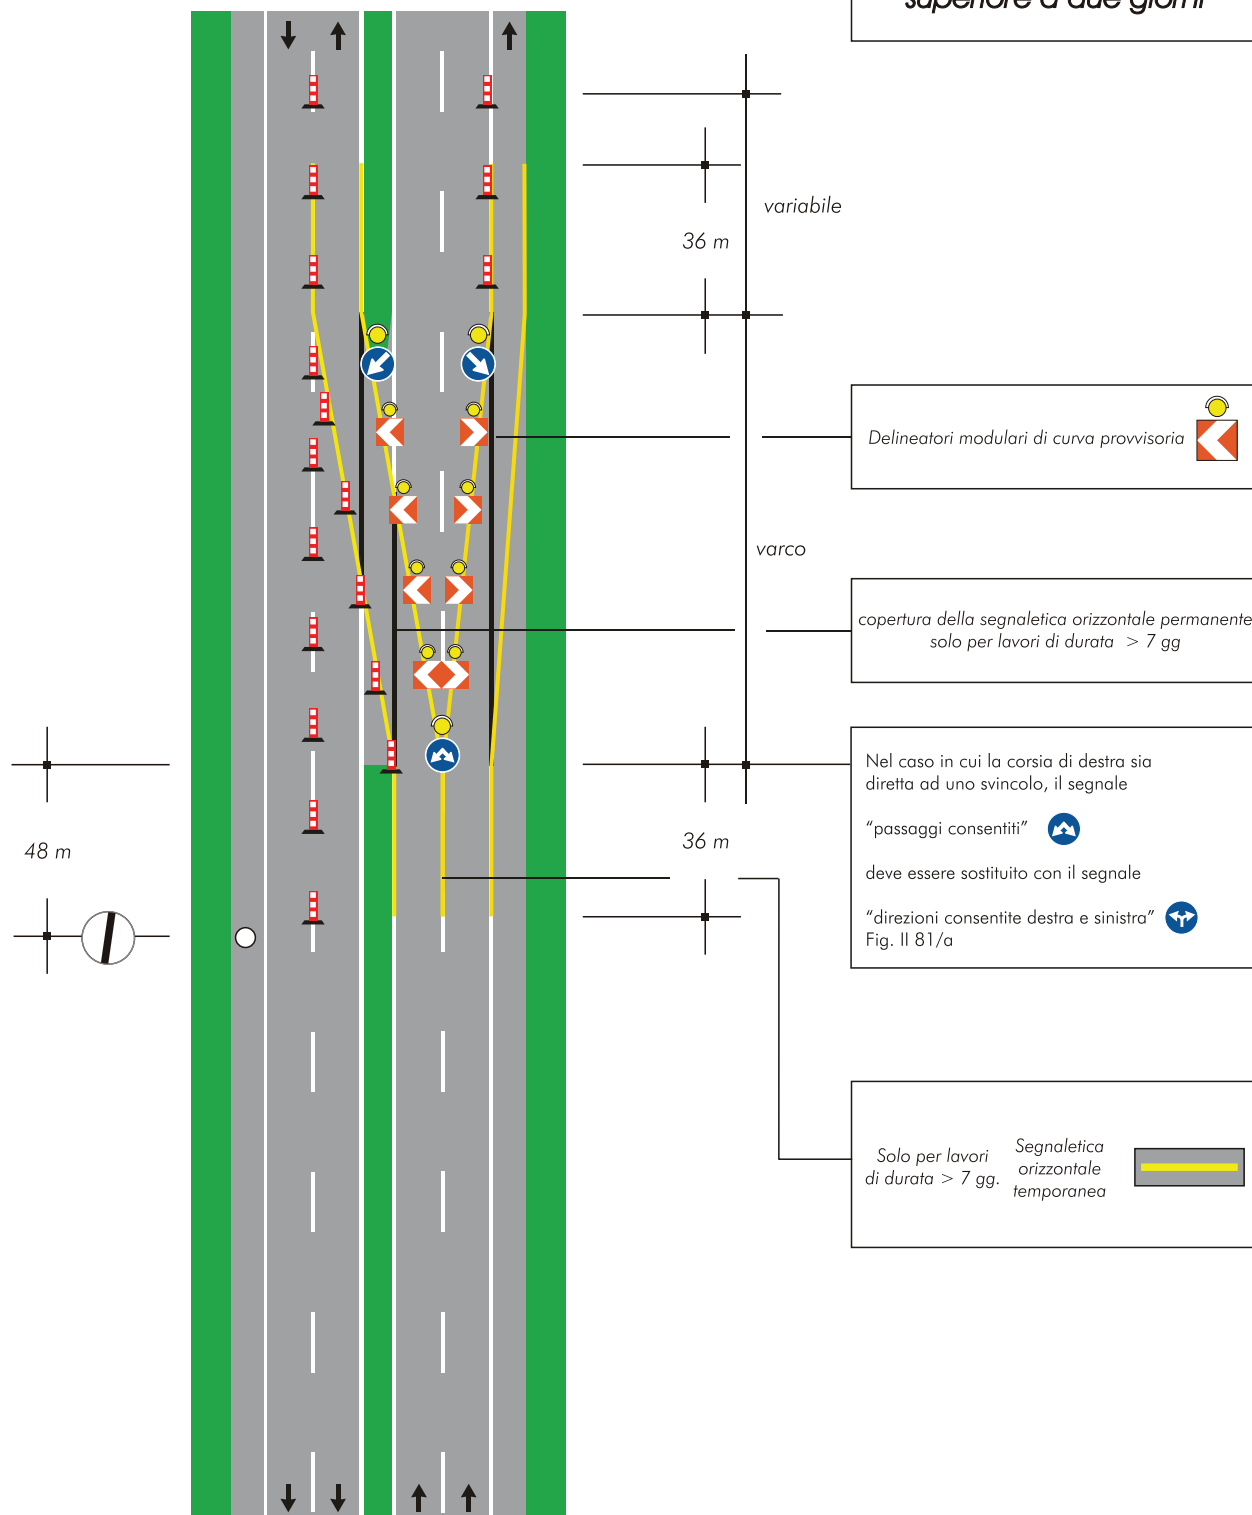 superiore a due giorni
variabile
36 m
Delineatori modulari di curva provvisoria
varco
copertura della segnaletica orizzontale permanente
solo per lavori di durata > 7 gg
Nel caso in cui la corsia di destra sia
diretta ad uno svincolo, il segnale
“passaggi consentiti”
deve essere sostituito con il segnale
“direzioni consentite destra e sinistra”
Fig. II 81/a
48 m
36 m
Solo per lavori
di durata > 7 gg.
Segnaletica
orizzontale
temporanea